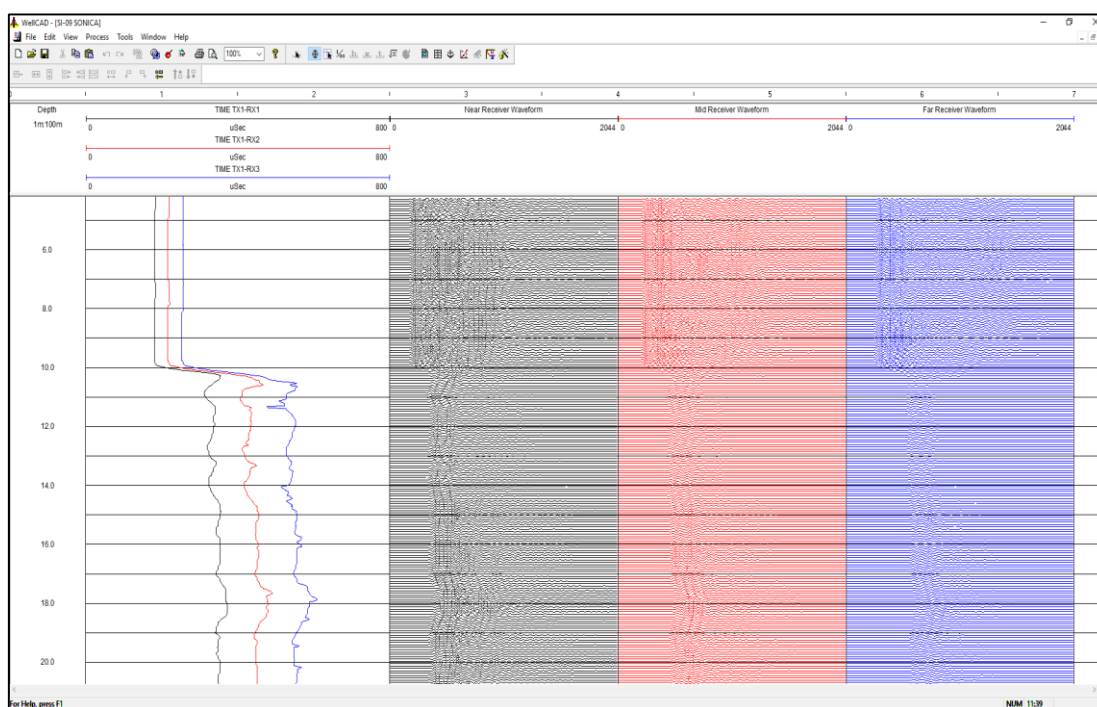 WellCAD - [SI-09 SONICA]
File Edit View Process Tools Window Help
100%
1 2 3 4 5 6 7
Depth
1m:100m
TIME TX1-RX1
0 uSec 800
TIME TX1-RX2
0 uSec 800
TIME TX1-RX3
0 uSec 800
Near Receiver Waveform
0 2044
Mid Receiver Waveform
0 2044
Far Receiver Waveform
0 2044
6.0
8.0
10.0
12.0
14.0
16.0
18.0
20.0
For Help, press F1
NUM 11:39